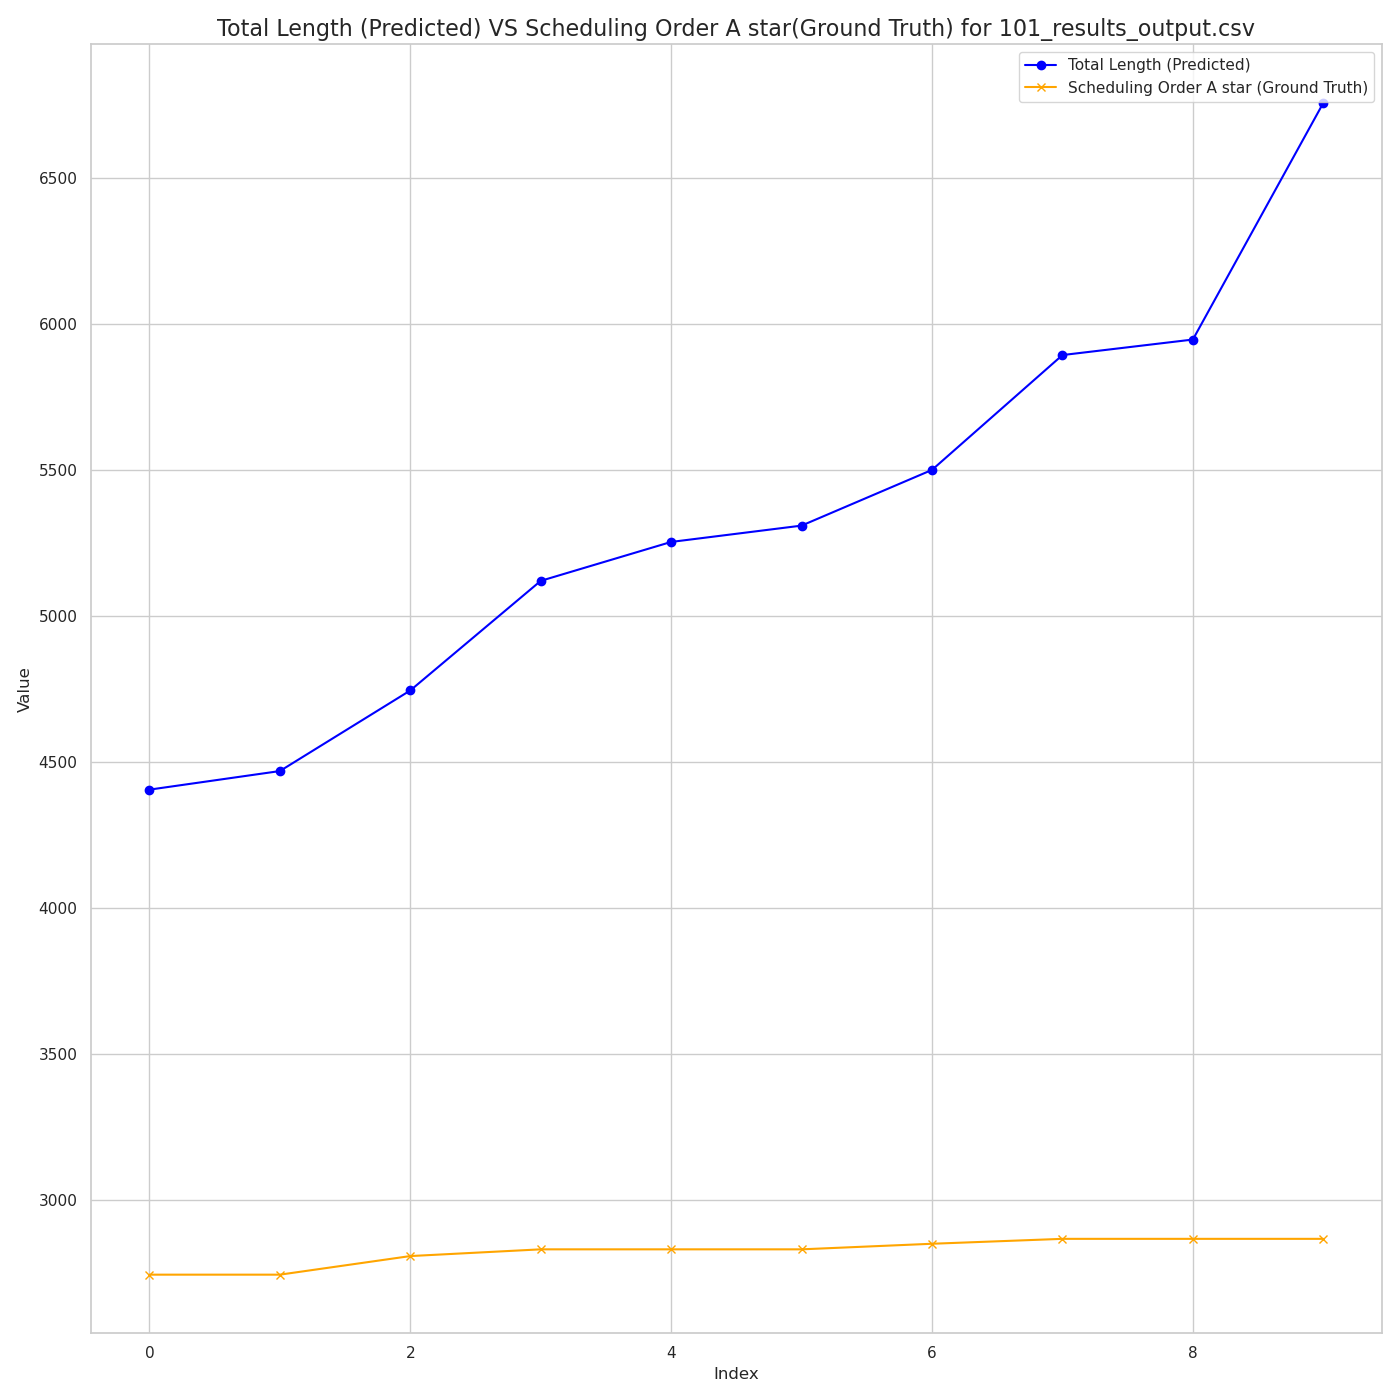 Total Length (Predicted) VS Scheduling Order A star(Ground Truth) for 101_results_output.csv
Total Length (Predicted)
Scheduling Order A star (Ground Truth)
6500
6000
5500
5000
4500
4000
3500
3000
Value
0 2 4 6 8
Index